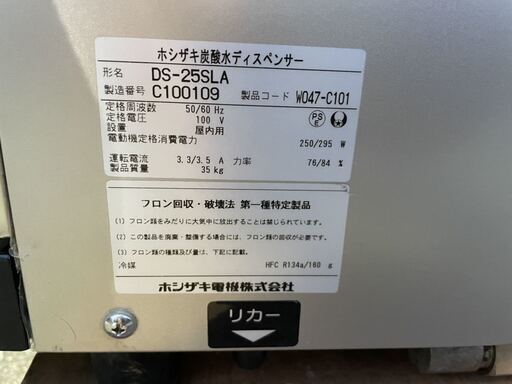 ホシザキ炭酸水ディスペンサー
形名 DS-25SLA
製造番号 C100109 製品コード W047-C101
定格周波数 50/60 Hz
定格電圧 100 V
設置 屋内用
電動機定格消費電力 250/295 W
運転電流 3.3/3.5 A 力率 76/84 %
製品質量 35 kg
PS E
フロン回収・破壊法 第一種特定製品
(1) フロン類をみだりに大気中に放出することは禁じられています。
(2) この製品を廃棄・整備する場合には、フロン類の回収が必要です。
(3) フロン類の種類及び量は、下記に記載。
冷媒 HFC R134a/160 g
ホシザキ電機株式会社
リカー